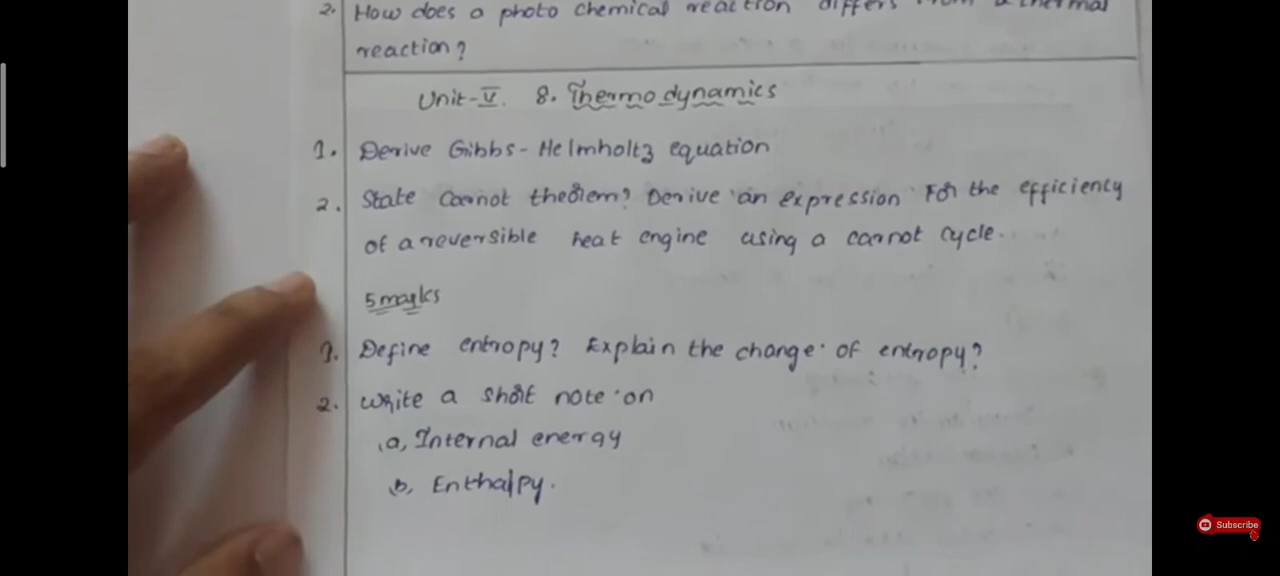 2. How does a photo chemical reaction differs from a thermal
reaction?
Unit-V. 8. Thermodynamics
1. Derive Gibbs-Helmholtz equation
2. State Carnot theorem? Derive an expression For the efficiency
of a reversible heat engine using a carnot cycle.
5 marks
1. Define entropy? Explain the change of entropy?
2. Write a short note on
a, Internal energy
b, Enthalpy.
Subscribe